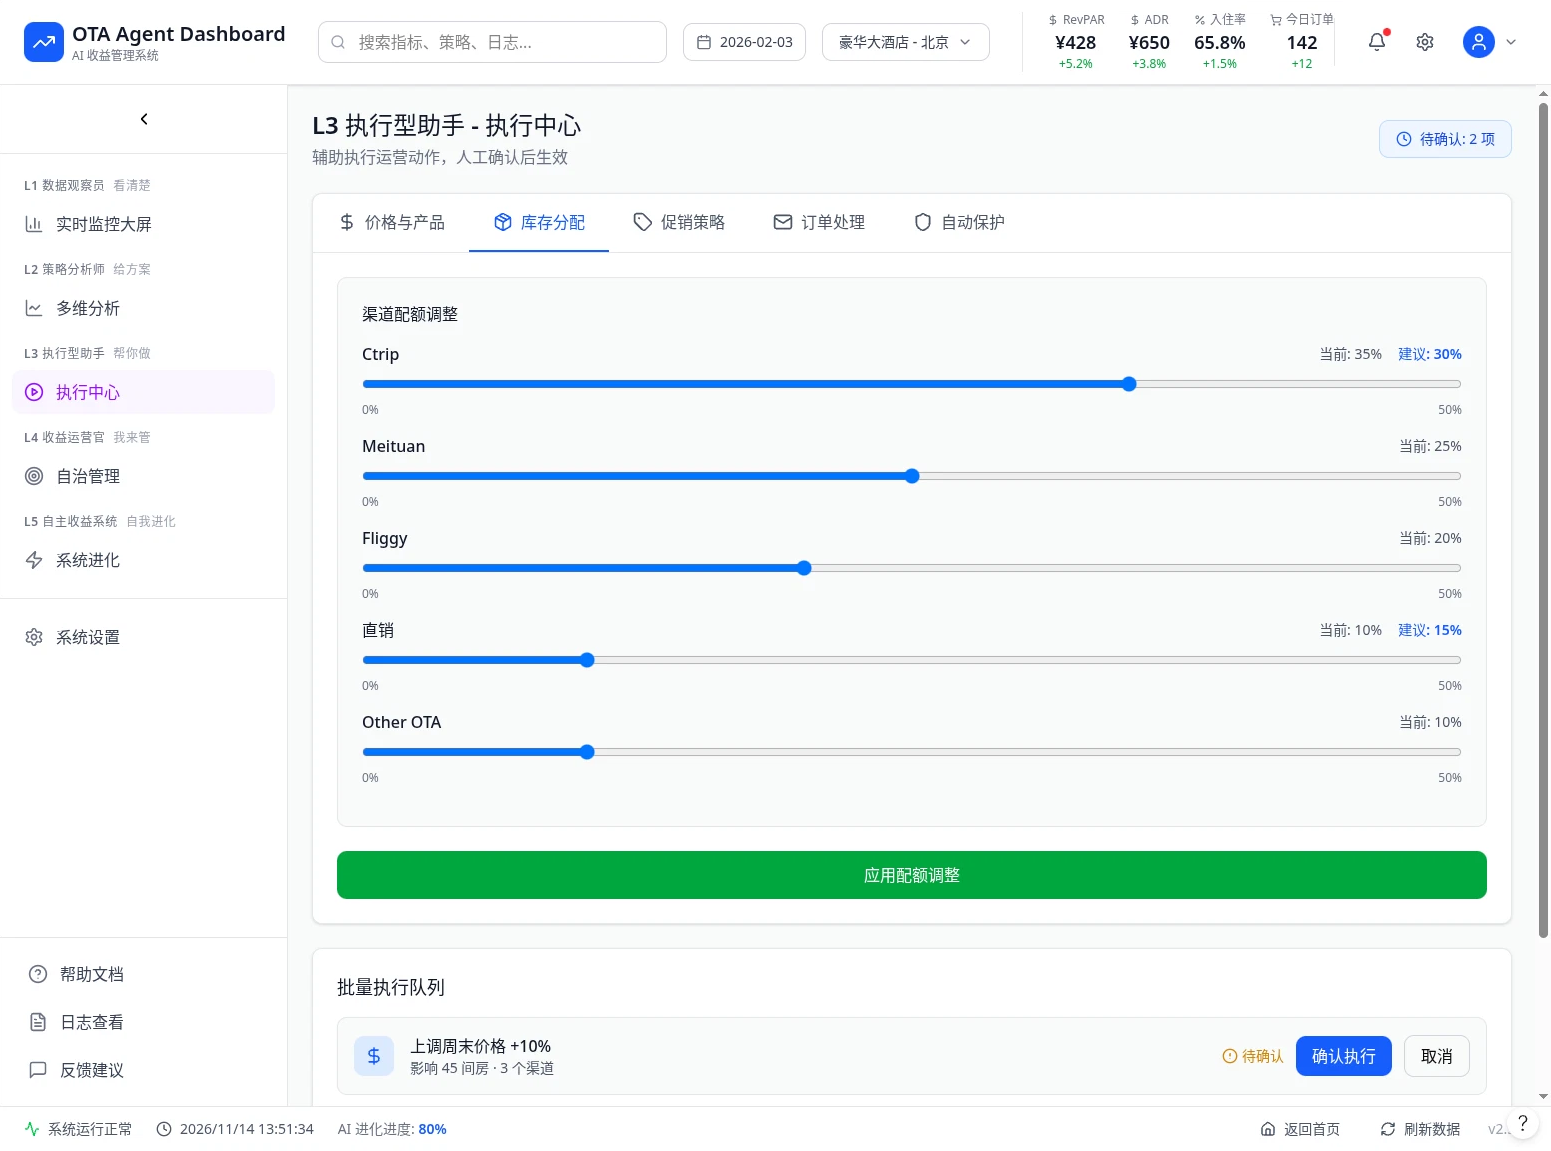 OTA Agent Dashboard
AI 收益管理系统
搜索指标、策略、日志...
2026-02-03
豪华大酒店 - 北京
RevPAR
¥428
+5.2%
ADR
¥650
+3.8%
入住率
65.8%
+1.5%
今日订单
142
+12
L1 数据观察员 看清楚
实时监控大屏
L2 策略分析师 给方案
多维分析
L3 执行型助手 帮你做
执行中心
L4 收益运营官 我来管
自治管理
L5 自主收益系统 自我进化
系统进化
系统设置
帮助文档
日志查看
反馈建议
L3 执行型助手 - 执行中心
辅助执行运营动作，人工确认后生效
待确认: 2 项
价格与产品
库存分配
促销策略
订单处理
自动保护
渠道配额调整
Ctrip
当前: 35% 建议: 30%
0% 50%
Meituan
当前: 25%
0% 50%
Fliggy
当前: 20%
0% 50%
直销
当前: 10% 建议: 15%
0% 50%
Other OTA
当前: 10%
0% 50%
应用配额调整
批量执行队列
上调周末价格 +10%
影响 45 间房 · 3 个渠道
待确认
确认执行
取消
系统运行正常
2026/11/14 13:51:34
AI 进化进度: 80%
返回首页
刷新数据
?